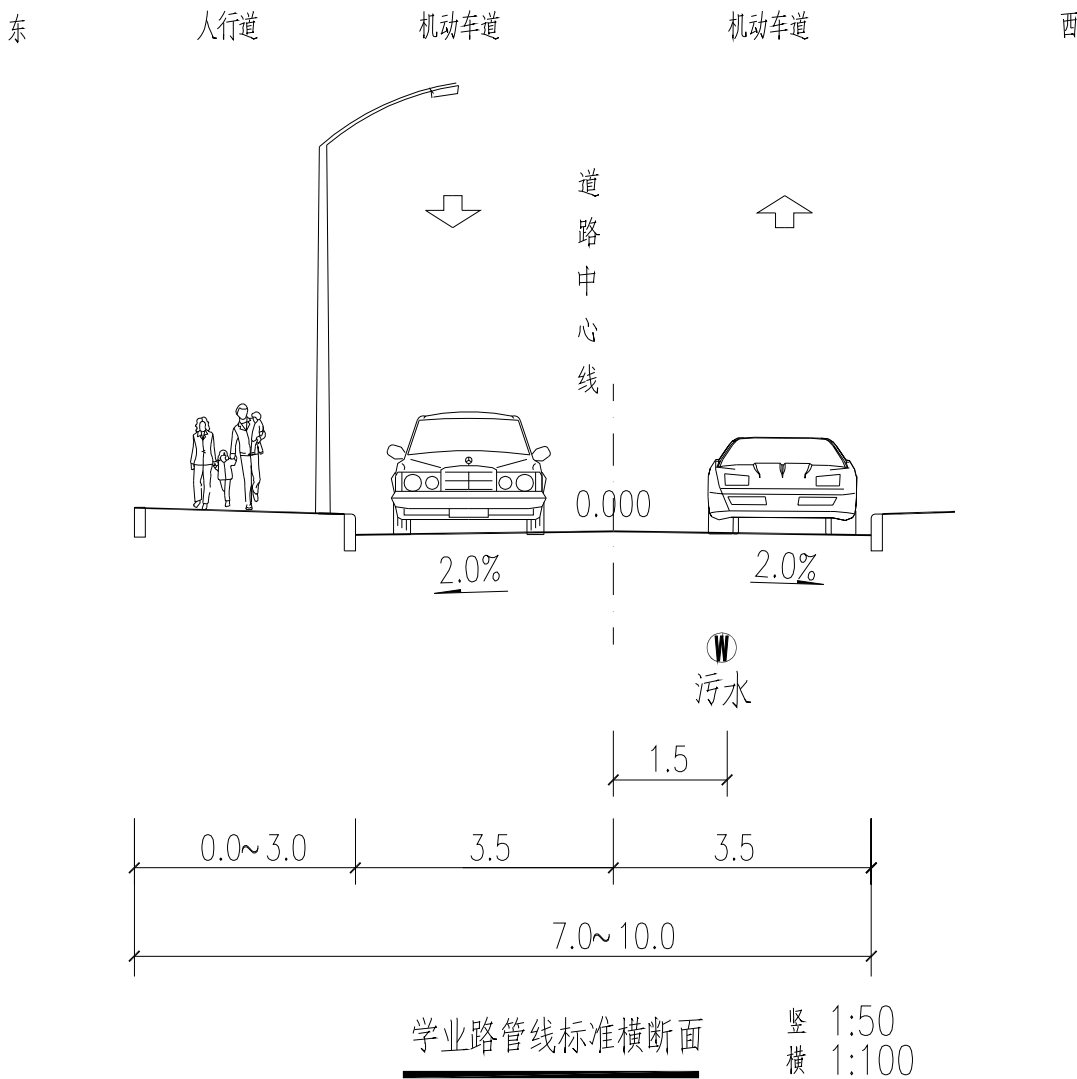 东 人行道 机动车道 机动车道 西
道路中心线
0.000
2.0% 2.0%
W
污水
1.5
0.0~3.0 3.5 3.5
7.0~10.0
学业路管线标准横断面
竖 1:50
横 1:100